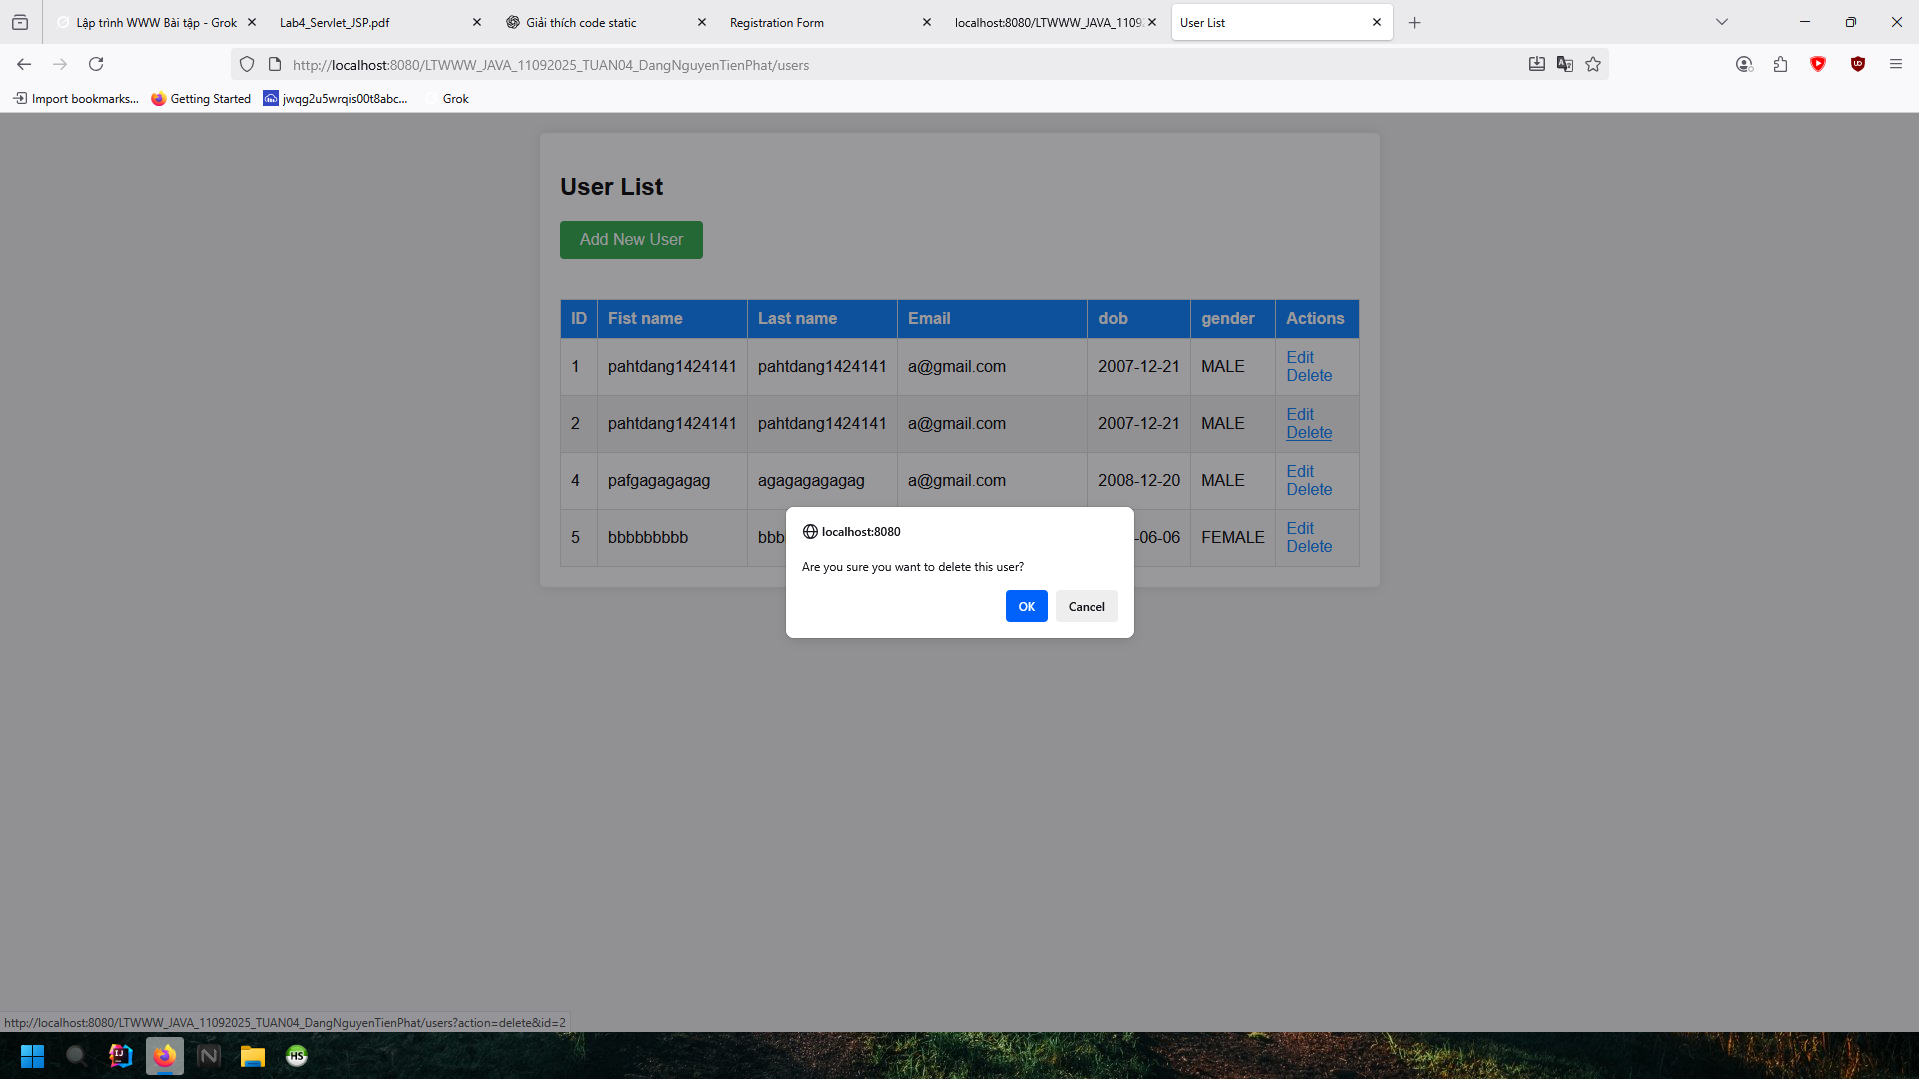 Lập trình WWW Bài tập - Grok
Lab4_Servlet_JSP.pdf
Giải thích code static
Registration Form
localhost:8080/LTWWW_JAVA_1109
User List
http://localhost:8080/LTWWW_JAVA_11092025_TUAN04_DangNguyenTienPhat/users
Import bookmarks...
Getting Started
jwqg2u5wrqis00t8abc...
Grok
User List
Add New User
ID Fist name Last name Email dob gender Actions
1 pahtdang1424141 pahtdang1424141 a@gmail.com 2007-12-21 MALE Edit
Delete
2 pahtdang1424141 pahtdang1424141 a@gmail.com 2007-12-21 MALE Edit
Delete
4 pafgagagagag agagagagagag a@gmail.com 2008-12-20 MALE Edit
Delete
5 bbbbbbbbb bbb -06-06 FEMALE Edit
Delete
localhost:8080
Are you sure you want to delete this user?
OK
Cancel
http://localhost:8080/LTWWW_JAVA_11092025_TUAN04_DangNguyenTienPhat/users?action=delete&id=2
IJ
N
HS